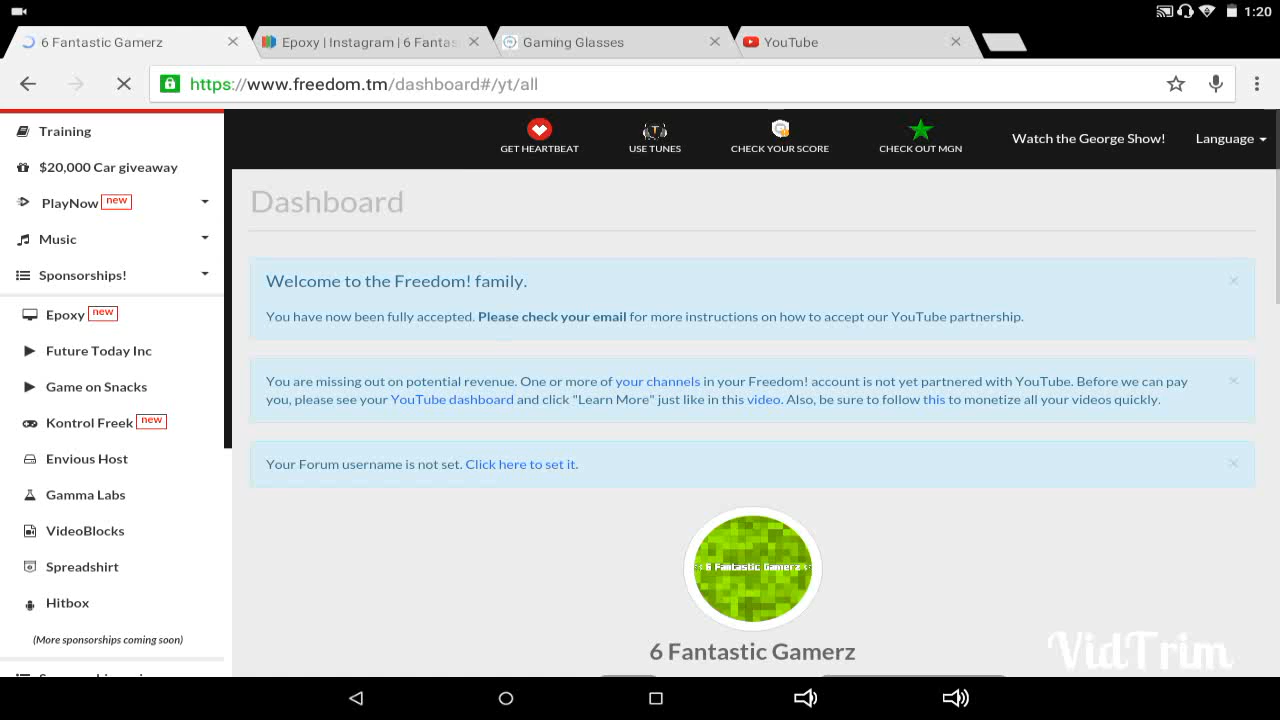 1:20
6 Fantastic Gamerz
Epoxy | Instagram | 6 Fantas
Gaming Glasses
YouTube
https://www.freedom.tm/dashboard#/yt/all
Training
$20,000 Car giveaway
PlayNow new
Music
Sponsorships!
Epoxy new
Future Today Inc
Game on Snacks
Kontrol Freek new
Envious Host
Gamma Labs
VideoBlocks
Spreadshirt
Hitbox
(More sponsorships coming soon)
GET HEARTBEAT
USE TUNES
CHECK YOUR SCORE
CHECK OUT MGN
Watch the George Show!
Language
Dashboard
Welcome to the Freedom! family.
You have now been fully accepted. Please check your email for more instructions on how to accept our YouTube partnership.
You are missing out on potential revenue. One or more of your channels in your Freedom! account is not yet partnered with YouTube. Before we can pay
you, please see your YouTube dashboard and click "Learn More" just like in this video. Also, be sure to follow this to monetize all your videos quickly.
Your Forum username is not set. Click here to set it.
6 Fantastic Gamerz
6 Fantastic Gamerz
VidTrim